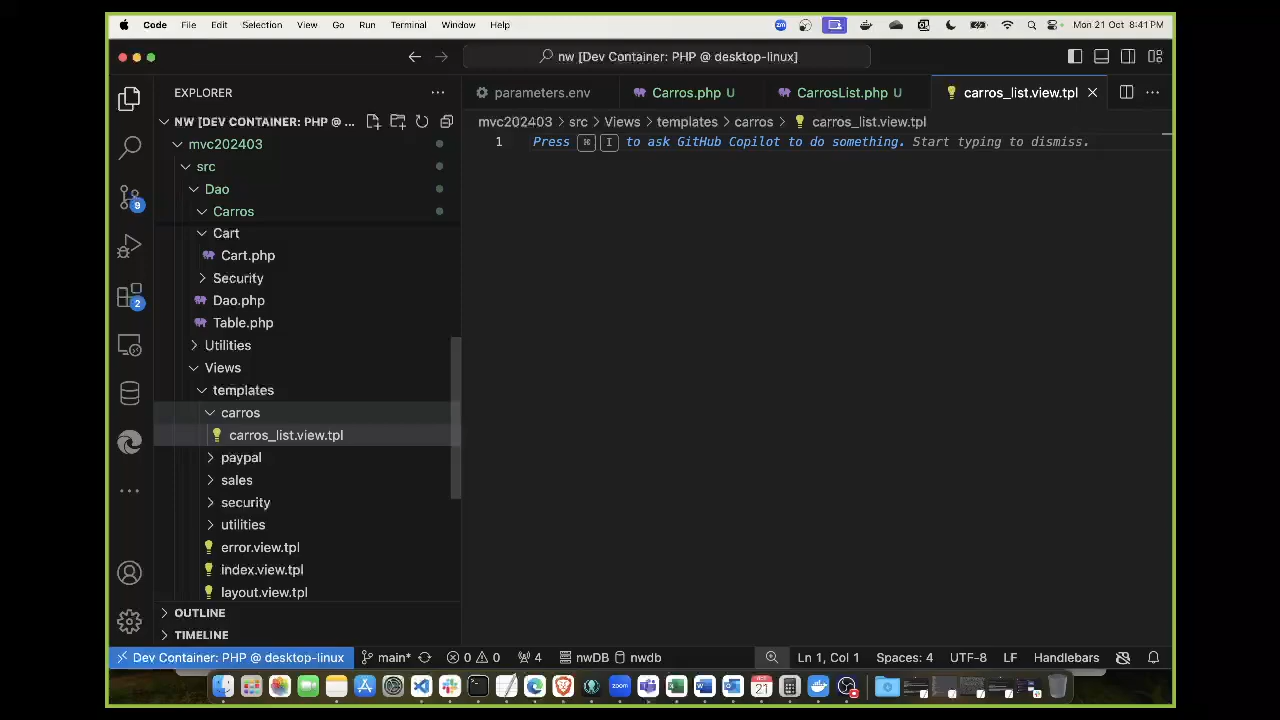 Code File Edit Selection View Go Run Terminal Window Help zm Mon 21 Oct 8:41 PM
nw [Dev Container: PHP @ desktop-linux]
EXPLORER
parameters.env Carros.php U CarrosList.php U carros_list.view.tpl
NW [DEV CONTAINER: PHP @ ...
mvc202403 > src > Views > templates > carros > carros_list.view.tpl
mvc202403
1 Press ⌘ I to ask GitHub Copilot to do something. Start typing to dismiss.
src
Dao
9
Carros
Cart
Cart.php
Security
2
Dao.php
Table.php
Utilities
Views
templates
carros
carros_list.view.tpl
paypal
sales
security
utilities
error.view.tpl
index.view.tpl
layout.view.tpl
OUTLINE
TIMELINE
Dev Container: PHP @ desktop-linux main* 0 0 4 nwDB nwdb Ln 1, Col 1 Spaces: 4 UTF-8 LF Handlebars
zoom 21